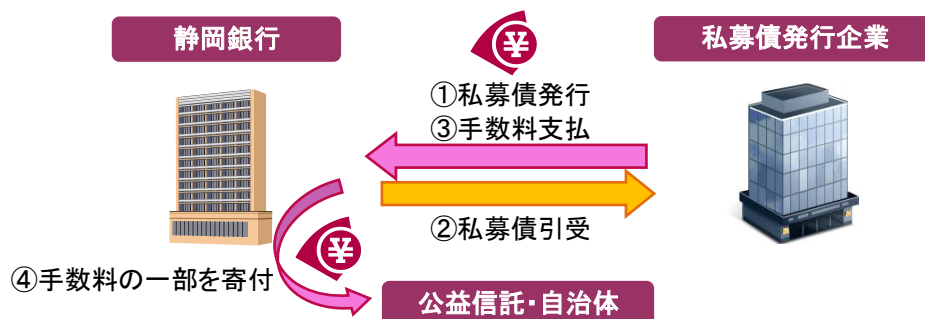 静岡銀行
私募債発行企業
¥
①私募債発行
③手数料支払
②私募債引受
¥
④手数料の一部を寄付
公益信託・自治体